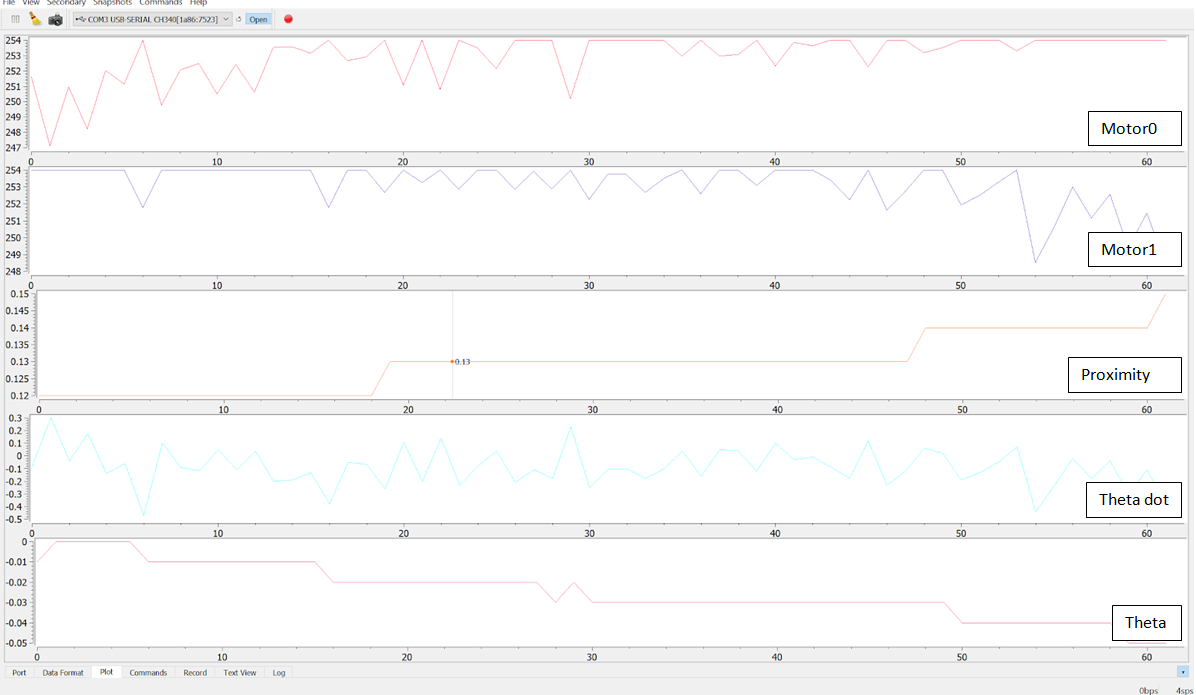 File View Secondary Snapshots Commands Help
COM3 USB-SERIAL CH340[1a86:7523] Open
254
253
252
251
250
249
248
247
0 10 20 30 40 50 60
Motor0
254
253
252
251
250
249
248
0 10 20 30 40 50 60
Motor1
0.15
0.145
0.14
0.135
0.13
0.125
0.12
0.13
0 10 20 30 40 50 60
Proximity
0.3
0.2
0.1
0
-0.1
-0.2
-0.3
-0.4
-0.5
0 10 20 30 40 50 60
Theta dot
0
-0.01
-0.02
-0.03
-0.04
-0.05
0 10 20 30 40 50 60
Theta
Port Data Format Plot Commands Record Text View Log
0bps 4sps